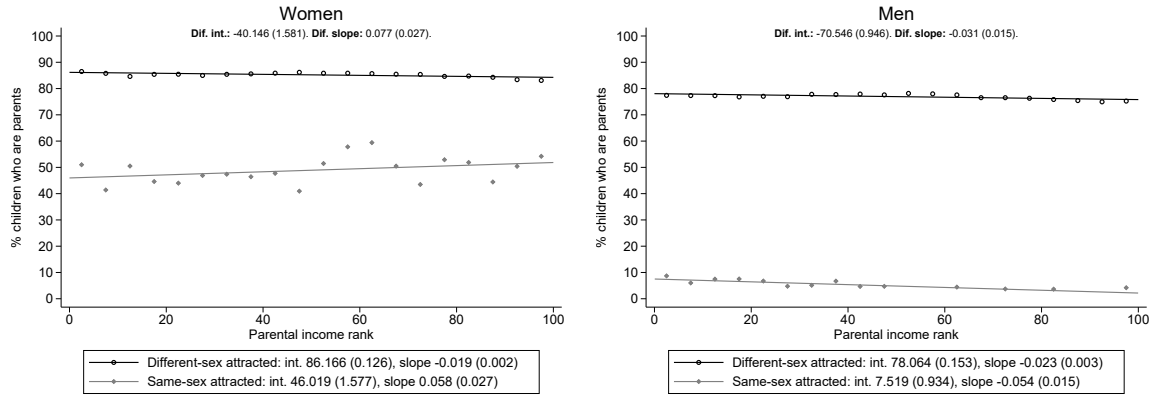 Women
Dif. int.: -40.146 (1.581). Dif. slope: 0.077 (0.027).
100
90
80
70
60
50
40
30
20
10
0
% children who are parents
0 20 40 60 80 100
Parental income rank
Different-sex attracted: int. 86.166 (0.126), slope -0.019 (0.002)
Same-sex attracted: int. 46.019 (1.577), slope 0.058 (0.027)
Men
Dif. int.: -70.546 (0.946). Dif. slope: -0.031 (0.015).
100
90
80
70
60
50
40
30
20
10
0
% children who are parents
0 20 40 60 80 100
Parental income rank
Different-sex attracted: int. 78.064 (0.153), slope -0.023 (0.003)
Same-sex attracted: int. 7.519 (0.934), slope -0.054 (0.015)